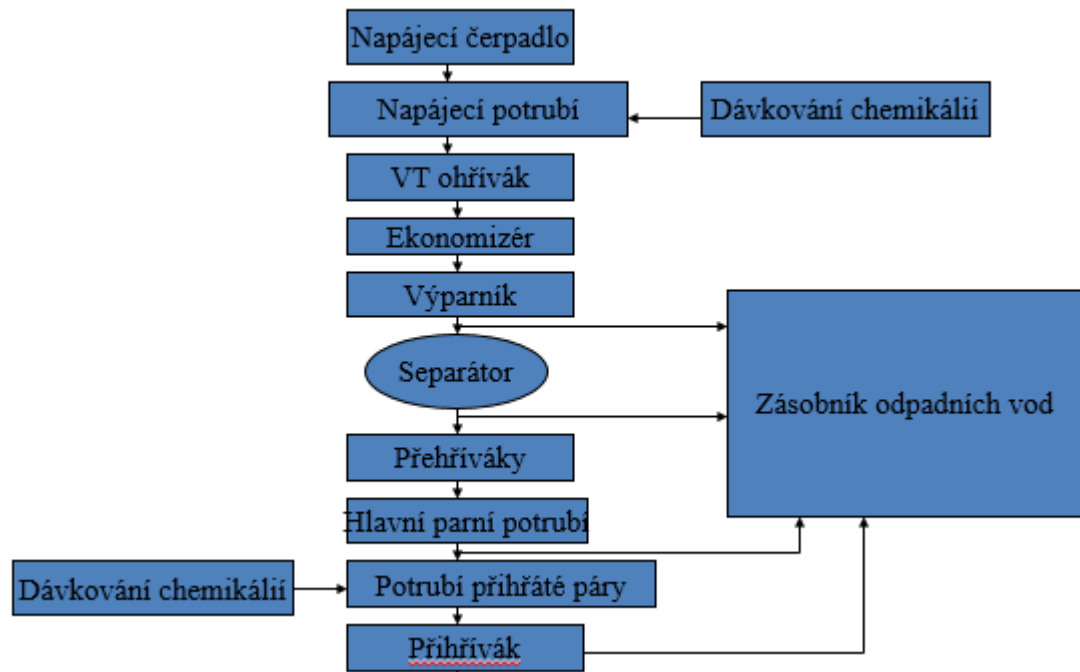 Napájecí čerpadlo
Napájecí potrubí
Dávkování chemikálií
VT ohřívák
Ekonomizér
Výparník
Separátor
Zásobník odpadních vod
Přehříváky
Hlavní parní potrubí
Dávkování chemikálií
Potrubí přihřáté páry
Přihřívák